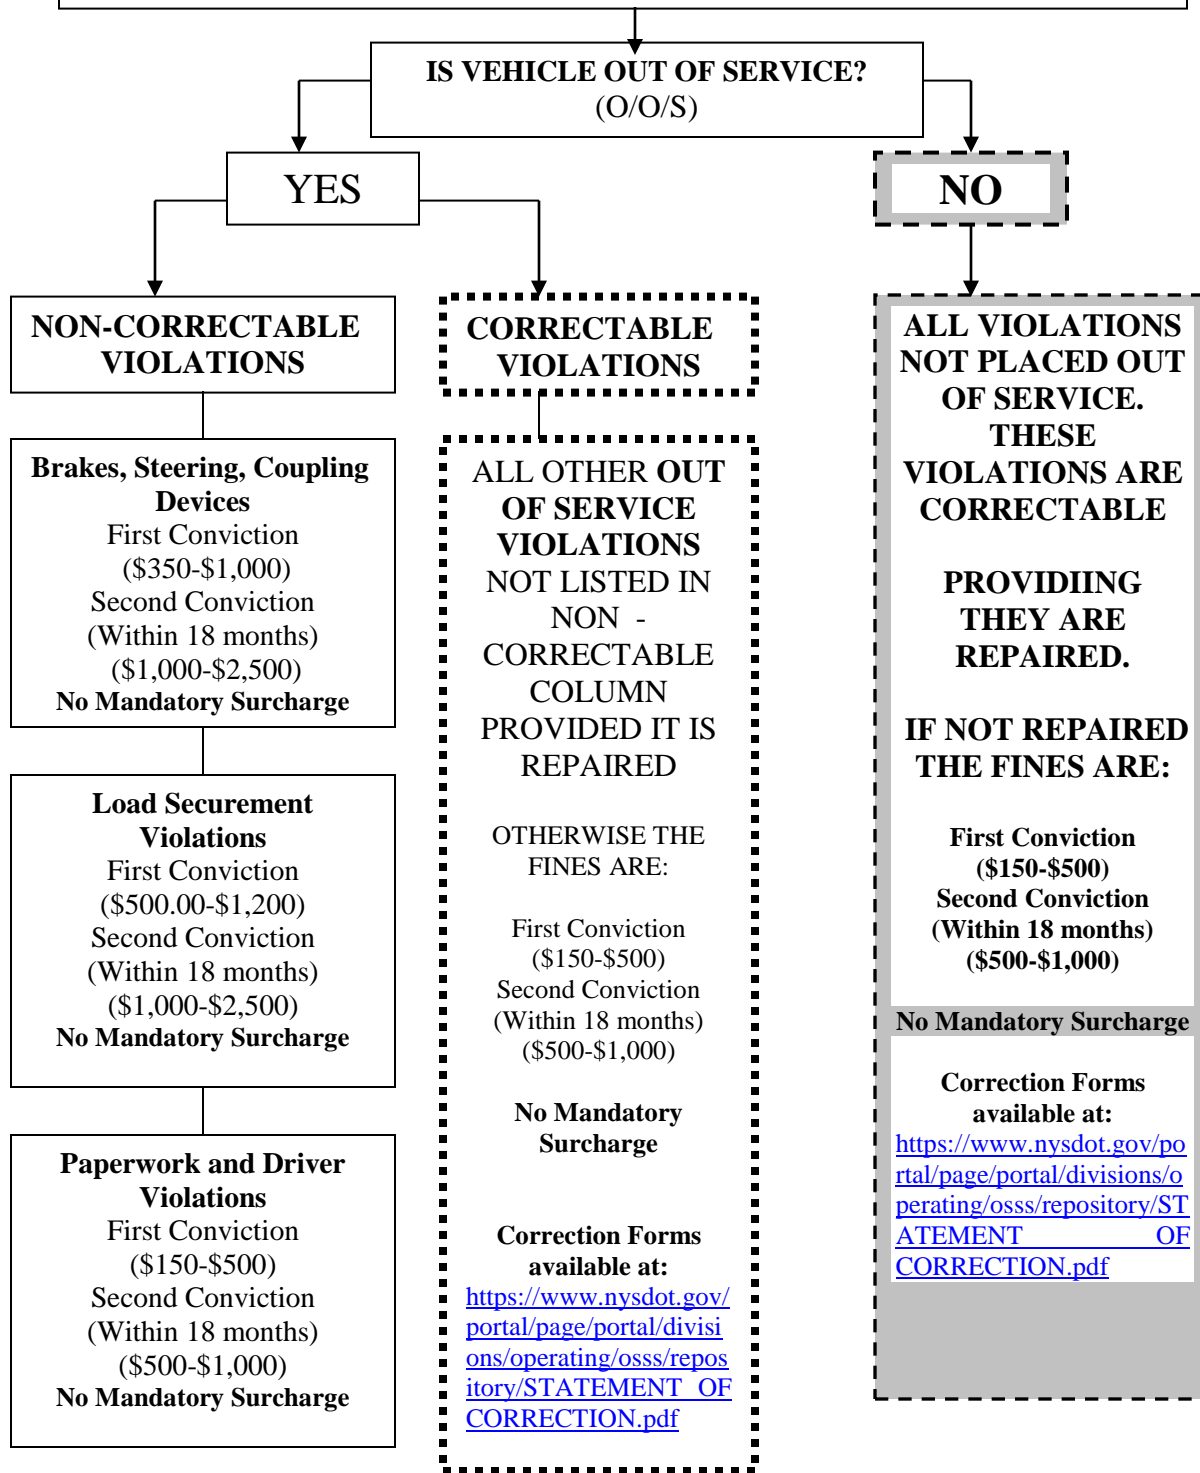 IS VEHICLE OUT OF SERVICE?
(O/O/S)
YES
NO
NON-CORRECTABLE
VIOLATIONS
Brakes, Steering, Coupling
Devices
First Conviction
($350-$1,000)
Second Conviction
(Within 18 months)
($1,000-$2,500)
No Mandatory Surcharge
Load Securement
Violations
First Conviction
($500.00-$1,200)
Second Conviction
(Within 18 months)
($1,000-$2,500)
No Mandatory Surcharge
Paperwork and Driver
Violations
First Conviction
($150-$500)
Second Conviction
(Within 18 months)
($500-$1,000)
No Mandatory Surcharge
CORRECTABLE
VIOLATIONS
ALL OTHER OUT
OF SERVICE
VIOLATIONS
NOT LISTED IN
NON -
CORRECTABLE
COLUMN
PROVIDED IT IS
REPAIRED
OTHERWISE THE
FINES ARE:
First Conviction
($150-$500)
Second Conviction
(Within 18 months)
($500-$1,000)
No Mandatory
Surcharge
Correction Forms
available at:
https://www.nysdot.gov/
portal/page/portal/divisi
ons/operating/osss/repos
itory/STATEMENT OF
CORRECTION.pdf
ALL VIOLATIONS
NOT PLACED OUT
OF SERVICE.
THESE
VIOLATIONS ARE
CORRECTABLE
PROVIDIING
THEY ARE
REPAIRED.
IF NOT REPAIRED
THE FINES ARE:
First Conviction
($150-$500)
Second Conviction
(Within 18 months)
($500-$1,000)
No Mandatory Surcharge
Correction Forms
available at:
https://www.nysdot.gov/po
rtal/page/portal/divisions/o
perating/osss/repository/ST
ATEMENT OF
CORRECTION.pdf